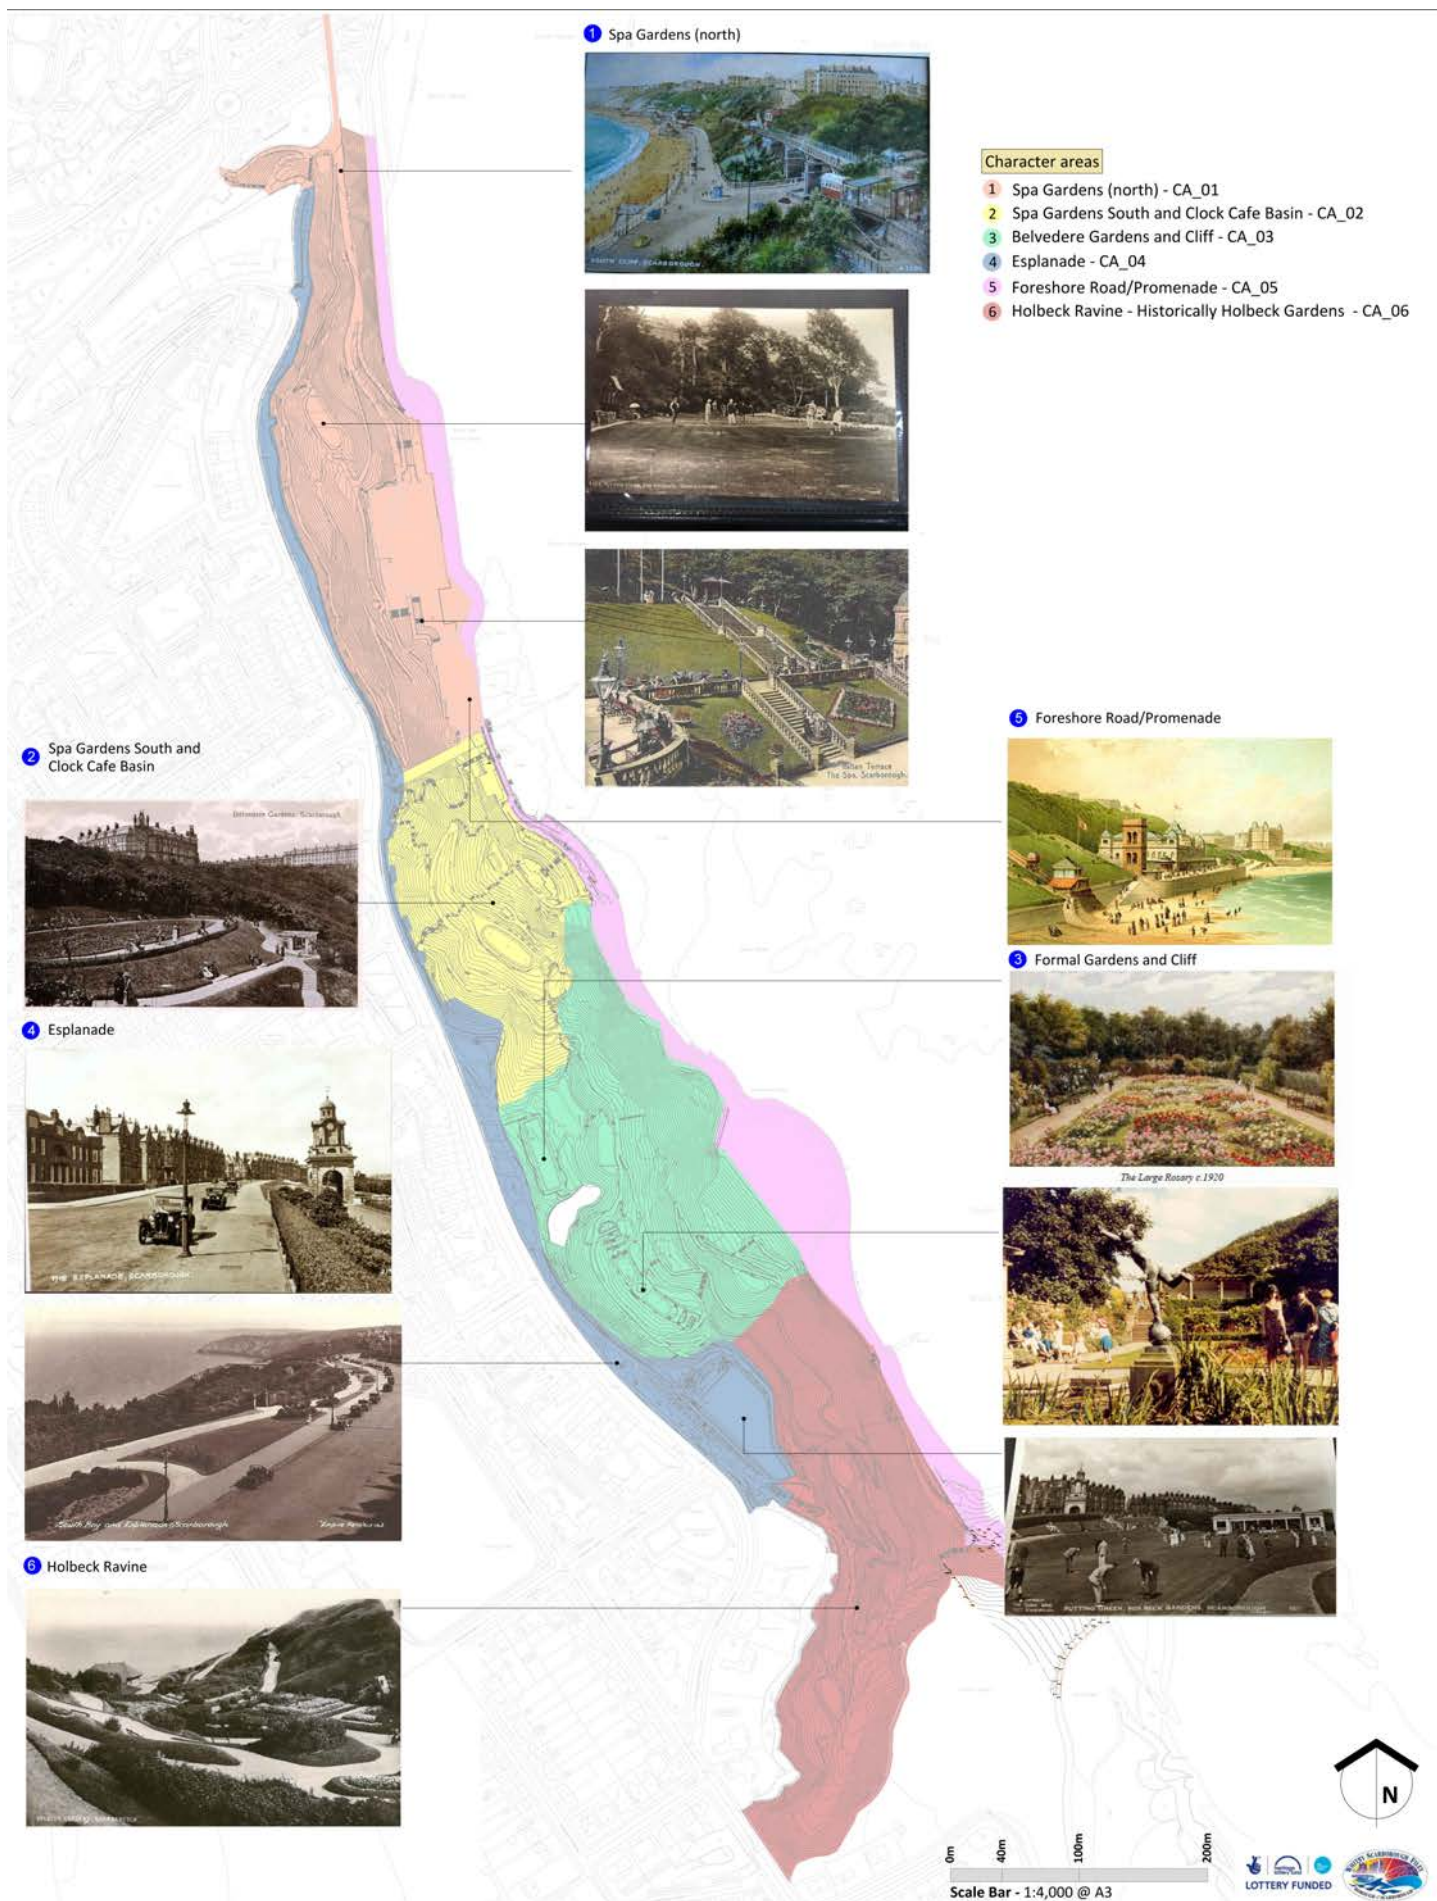 1 Spa Gardens (north)
SOUTH CLIFF, SCARBOROUGH.
Character areas
1 Spa Gardens (north) - CA_01
2 Spa Gardens South and Clock Cafe Basin - CA_02
3 Belvedere Gardens and Cliff - CA_03
4 Esplanade - CA_04
5 Foreshore Road/Promenade - CA_05
6 Holbeck Ravine - Historically Holbeck Gardens - CA_06
Italian Terrace
The Spa, Scarborough.
2 Spa Gardens South and
Clock Cafe Basin
Belvedere Gardens, Scarborough
5 Foreshore Road/Promenade
3 Formal Gardens and Cliff
The Large Rosary c.1920
4 Esplanade
THE ESPLANADE, SCARBOROUGH.
South Bay and Esplanade, Scarborough
PUTTING GREEN, HOLBECK GARDENS, SCARBOROUGH
6 Holbeck Ravine
N
0m
40m
100m
200m
Scale Bar - 1:4,000 @ A3
LOTTERY FUNDED